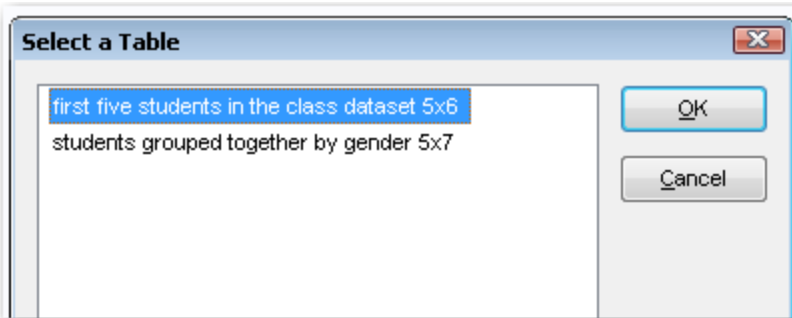 Select a Table
first five students in the class dataset 5x6
students grouped together by gender 5x7
OK
Cancel